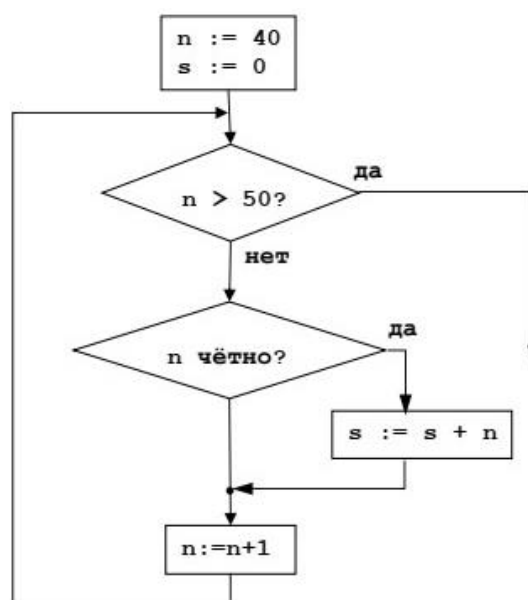 n := 40
s := 0
n > 50?
да
нет
n чётно?
да
s := s + n
n:=n+1